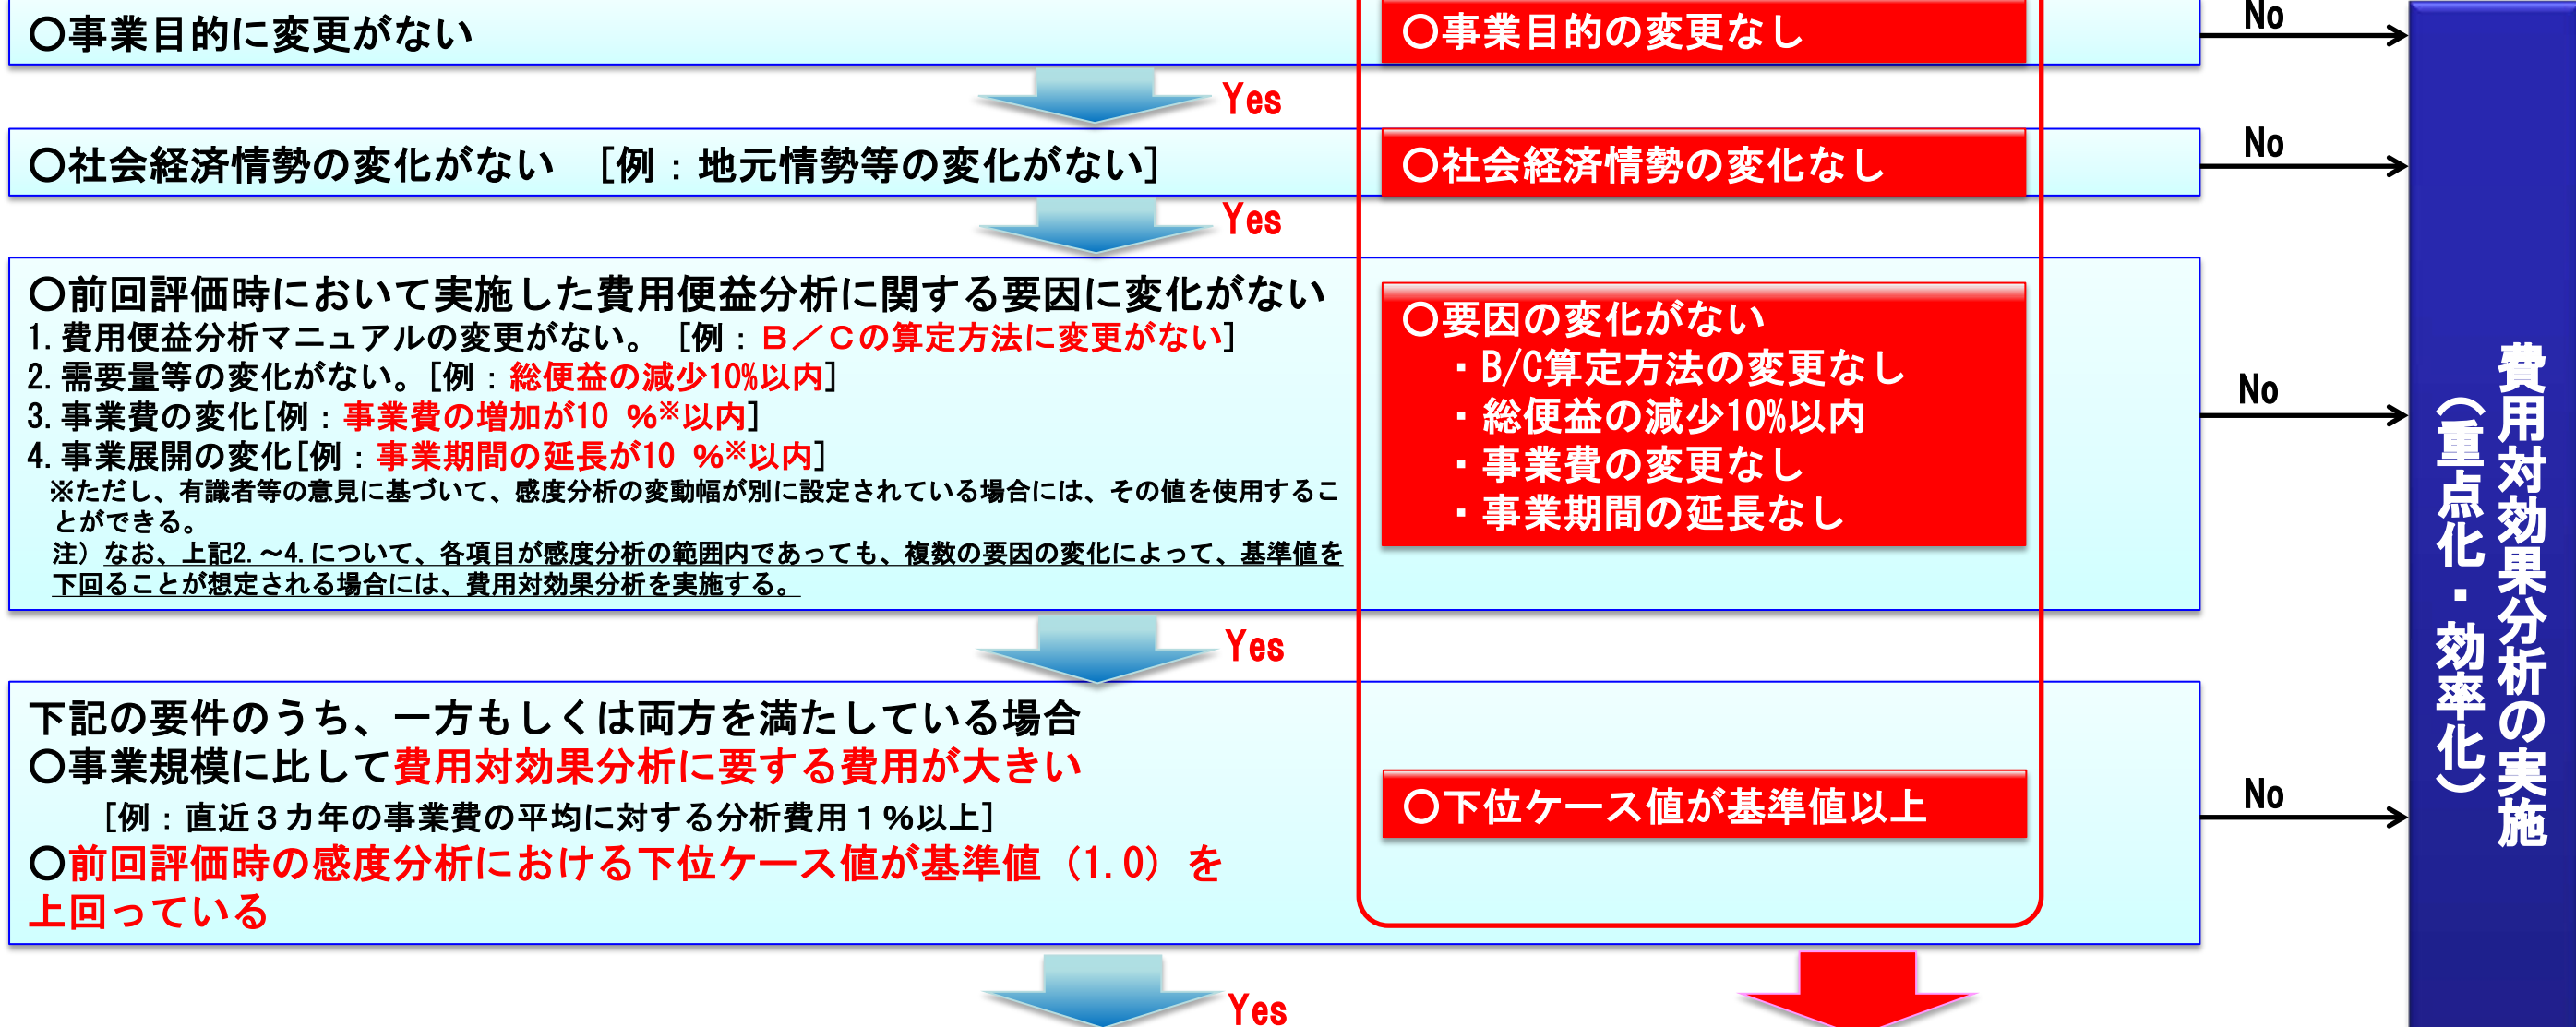 〇事業目的に変更がない
〇事業目的の変更なし
No
Yes
〇社会経済情勢の変化がない　[例：地元情勢等の変化がない]
〇社会経済情勢の変化なし
No
Yes
〇前回評価時において実施した費用便益分析に関する要因に変化がない
1.費用便益分析マニュアルの変更がない。　[例：Ｂ／Ｃの算定方法に変更がない]
2.需要量等の変化がない。[例：総便益の減少10%以内]
3.事業費の変化[例：事業費の増加が10 %※以内]
4.事業展開の変化[例：事業期間の延長が10 %※以内]
※ただし、有識者等の意見に基づいて、感度分析の変動幅が別に設定されている場合には、その値を使用するこ
とができる。
注）なお、上記2.～4.について、各項目が感度分析の範囲内であっても、複数の要因の変化によって、基準値を
下回ることが想定される場合には、費用対効果分析を実施する。
〇要因の変化がない
・B/C算定方法の変更なし
・総便益の減少10%以内
・事業費の変更なし
・事業期間の延長なし
No
Yes
下記の要件のうち、一方もしくは両方を満たしている場合
〇事業規模に比して費用対効果分析に要する費用が大きい
[例：直近３カ年の事業費の平均に対する分析費用１％以上]
〇前回評価時の感度分析における下位ケース値が基準値（1.0）を
上回っている
〇下位ケース値が基準値以上
No
Yes
費用対効果分析の実施
（重点化・効率化）